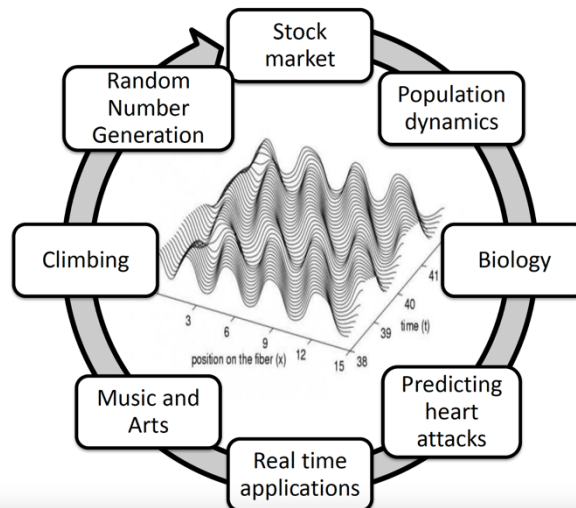 Stock
market
Population
dynamics
Biology
Predicting
heart
attacks
Real time
applications
Music and
Arts
Climbing
Random
Number
Generation
3
6
9
12
15
position on the fiber (x)
38
39
40
41
time (t)